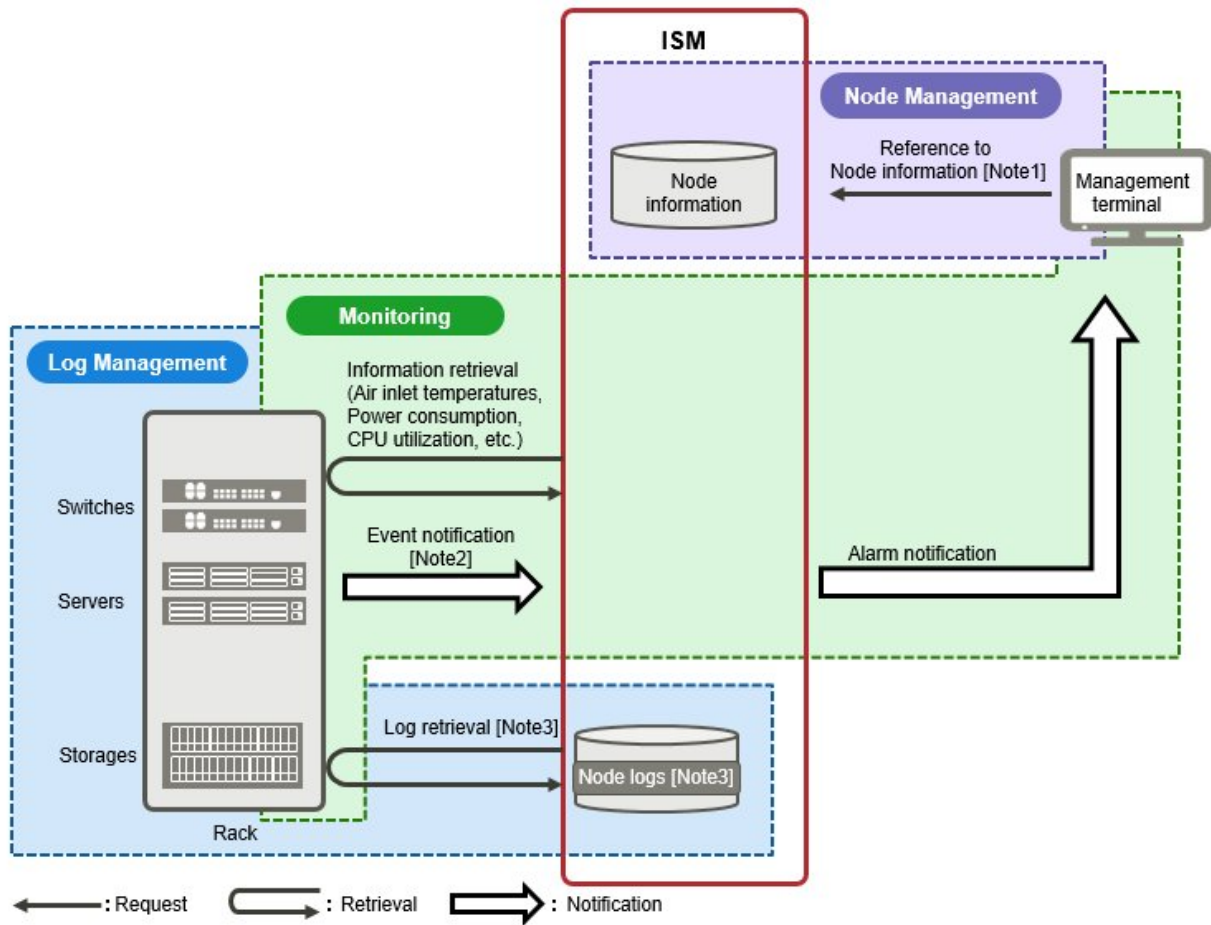 ISM
Node Management
Reference to
Node information [Note1]
Node
information
Management
terminal
Monitoring
Log Management
Information retrieval
(Air inlet temperatures,
Power consumption,
CPU utilization, etc.)
Switches
Event notification
[Note2]
Alarm notification
Servers
Log retrieval [Note3]
Storages
Node logs [Note3]
Rack
: Request
: Retrieval
: Notification